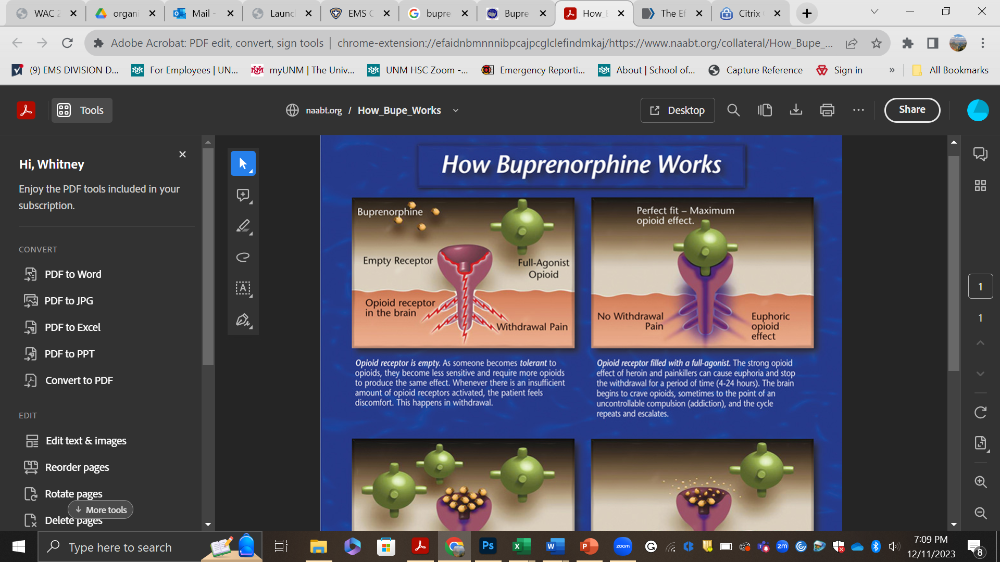 WAC 2
organi
Mail -
Launc
EMS C
bupre
Bupre
How_B
The Ef
Citrix
Adobe Acrobat: PDF edit, convert, sign tools
chrome-extension://efaidnbmnnnibpcajpcglclefindmkaj/https://www.naabt.org/collateral/How_Bupe_...
(9) EMS DIVISION D...
For Employees | UN...
myUNM | The Univ...
UNM HSC Zoom -...
Emergency Reporti...
About | School of...
Capture Reference
Sign in
»
All Bookmarks
Tools
naabt.org / How_Bupe_Works
Desktop
Share
Hi, Whitney
Enjoy the PDF tools included in your
subscription.
CONVERT
PDF to Word
PDF to JPG
PDF to Excel
PDF to PPT
Convert to PDF
EDIT
Edit text & images
Reorder pages
Rotate pages
More tools
Delete pages
How Buprenorphine Works
Buprenorphine
Empty Receptor
Full-Agonist
Opioid
Opioid receptor
in the brain
Withdrawal Pain
Opioid receptor is empty. As someone becomes tolerant to
opioids, they become less sensitive and require more opioids
to produce the same effect. Whenever there is an insufficient
amount of opioid receptors activated, the patient feels
discomfort. This happens in withdrawal.
Perfect fit – Maximum
opioid effect.
No Withdrawal
Pain
Euphoric
opioid
effect
Opioid receptor filled with a full-agonist. The strong opioid
effect of heroin and painkillers can cause euphoria and stop
the withdrawal for a period of time (4-24 hours). The brain
begins to crave opioids, sometimes to the point of an
uncontrollable compulsion (addiction), and the cycle
repeats and escalates.
1
1
Type here to search
Ps
zoom
zm
7:09 PM
12/11/2023
8